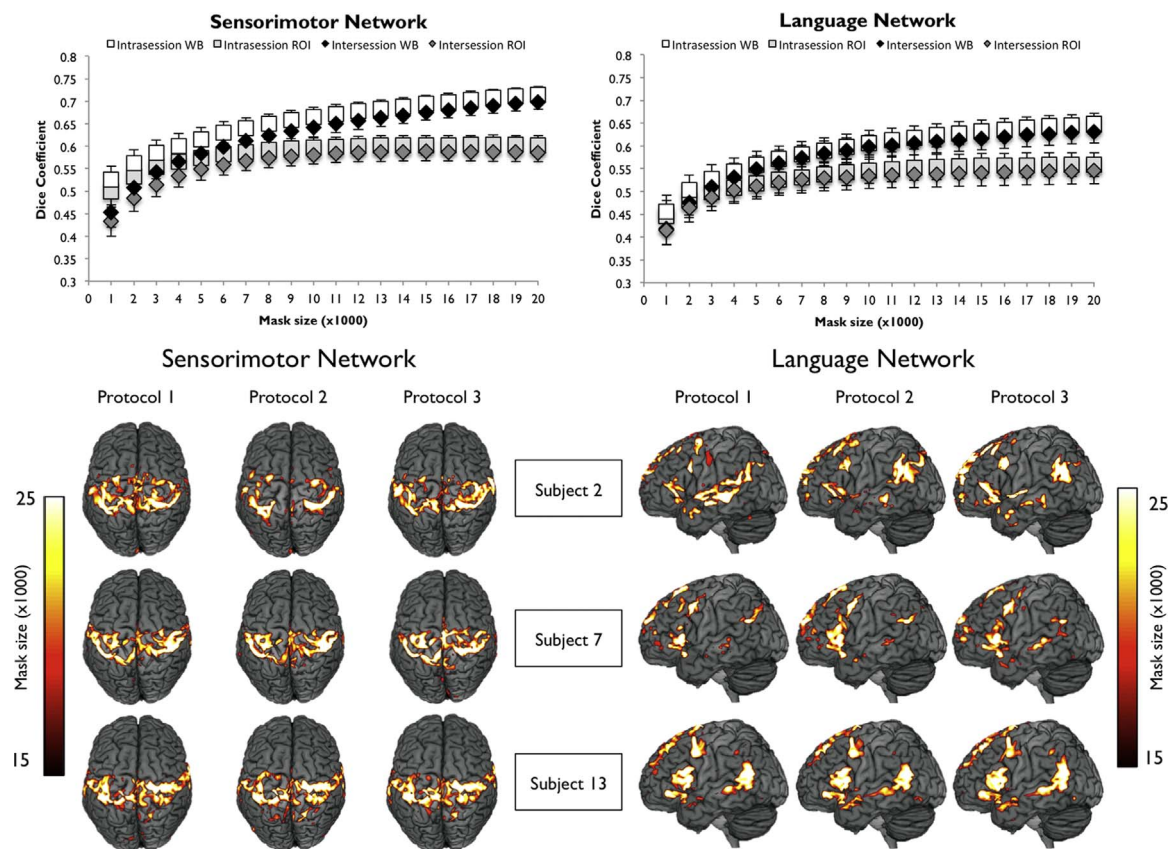 Sensorimotor Network
Intrasession WB Intrasession ROI Intersession WB Intersession ROI
Dice Coefficient
0.8
0.75
0.7
0.65
0.6
0.55
0.5
0.45
0.4
0.35
0.3
0 1 2 3 4 5 6 7 8 9 10 11 12 13 14 15 16 17 18 19 20
Mask size (x1000)
Language Network
Intrasession WB Intrasession ROI Intersession WB Intersession ROI
Dice Coefficient
0.8
0.75
0.7
0.65
0.6
0.55
0.5
0.45
0.4
0.35
0.3
0 1 2 3 4 5 6 7 8 9 10 11 12 13 14 15 16 17 18 19 20
Mask size (x1000)
Sensorimotor Network
Protocol 1 Protocol 2 Protocol 3
25
Mask size (x1000)
15
Subject 2
Subject 7
Subject 13
Language Network
Protocol 1 Protocol 2 Protocol 3
25
Mask size (x1000)
15